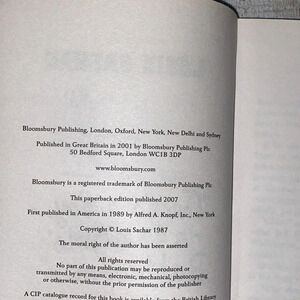 Bloomsbury Publishing, London, Oxford, New York, New Delhi and Sydney
Published in Great Britain in 2001 by Bloomsbury Publishing Plc
50 Bedford Square, London WC1B 3DP
www.bloomsbury.com
Bloomsbury is a registered trademark of Bloomsbury Publishing Plc
This paperback edition published 2007
First published in America in 1989 by Alfred A. Knopf, Inc., New York
Copyright © Louis Sachar 1987
The moral right of the author has been asserted
All rights reserved
No part of this publication may be reproduced or
transmitted by any means, electronic, mechanical, photocopying
or otherwise, without the prior permission of the publisher
A CIP catalogue record for this book is available from the British Library